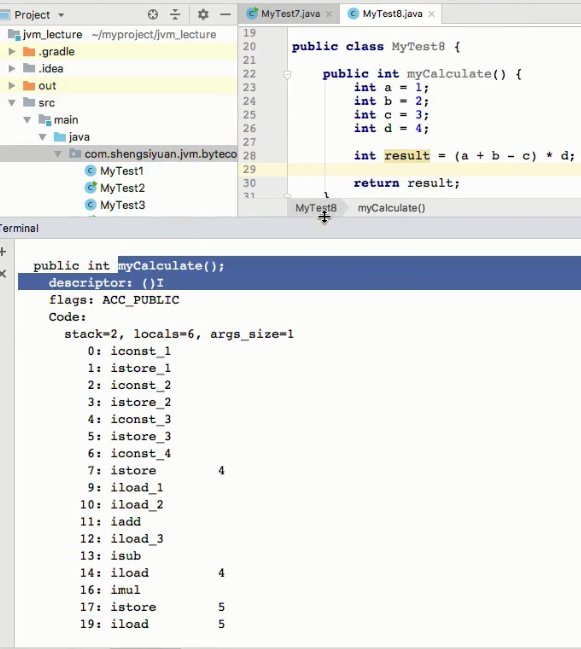 Project
MyTest7.java
MyTest8.java
jvm_lecture ~/myproject/jvm_lecture
.gradle
.idea
out
src
main
java
com.shengsiyuan.jvm.byteco
MyTest1
MyTest2
MyTest3
19
20 public class MyTest8 {
21
22 public int myCalculate() {
23 int a = 1;
24 int b = 2;
25 int c = 3;
26 int d = 4;
27
28 int result = (a + b - c) * d;
29
30 return result;
31 }
MyTest8 myCalculate()
Terminal
public int myCalculate();
descriptor: ()I
flags: ACC_PUBLIC
Code:
stack=2, locals=6, args_size=1
0: iconst_1
1: istore_1
2: iconst_2
3: istore_2
4: iconst_3
5: istore_3
6: iconst_4
7: istore 4
9: iload_1
10: iload_2
11: iadd
12: iload_3
13: isub
14: iload 4
16: imul
17: istore 5
19: iload 5